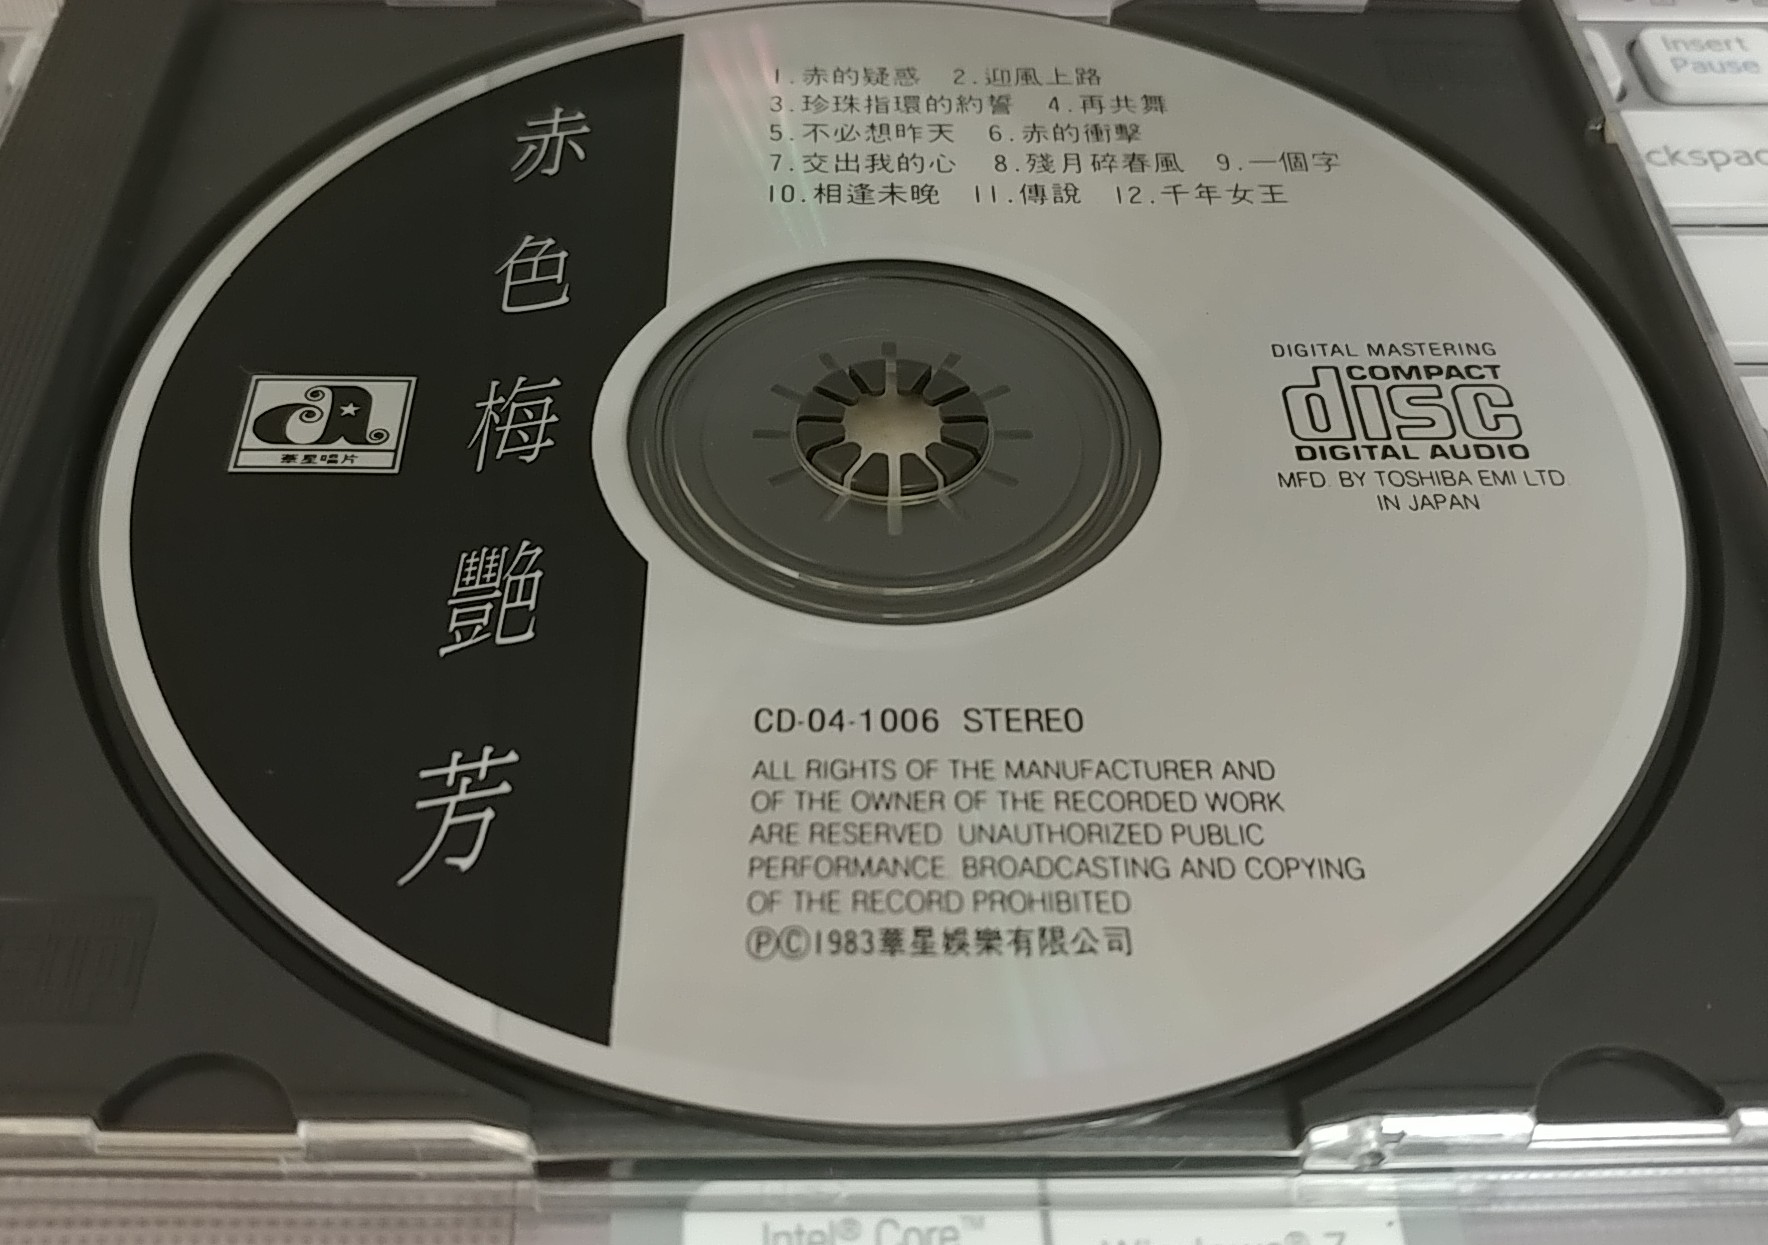 赤色梅艷芳
華星唱片
1.赤的疑惑 2.迎風上路
3.珍珠指環的約誓 4.再共舞
5.不必想昨天 6.赤的衝擊
7.交出我的心 8.殘月碎春風 9.一個字
10.相逢未晚 11.傳說 12.千年女王
DIGITAL MASTERING
COMPACT
disc
DIGITAL AUDIO
MFD. BY TOSHIBA EMI LTD.
IN JAPAN
CD-04-1006 STEREO
ALL RIGHTS OF THE MANUFACTURER AND
OF THE OWNER OF THE RECORDED WORK
ARE RESERVED UNAUTHORIZED PUBLIC
PERFORMANCE BROADCASTING AND COPYING
OF THE RECORD PROHIBITED
ⓅⒸ1983華星娛樂有限公司
Insert
Pause
ckspac
Intel® Core™